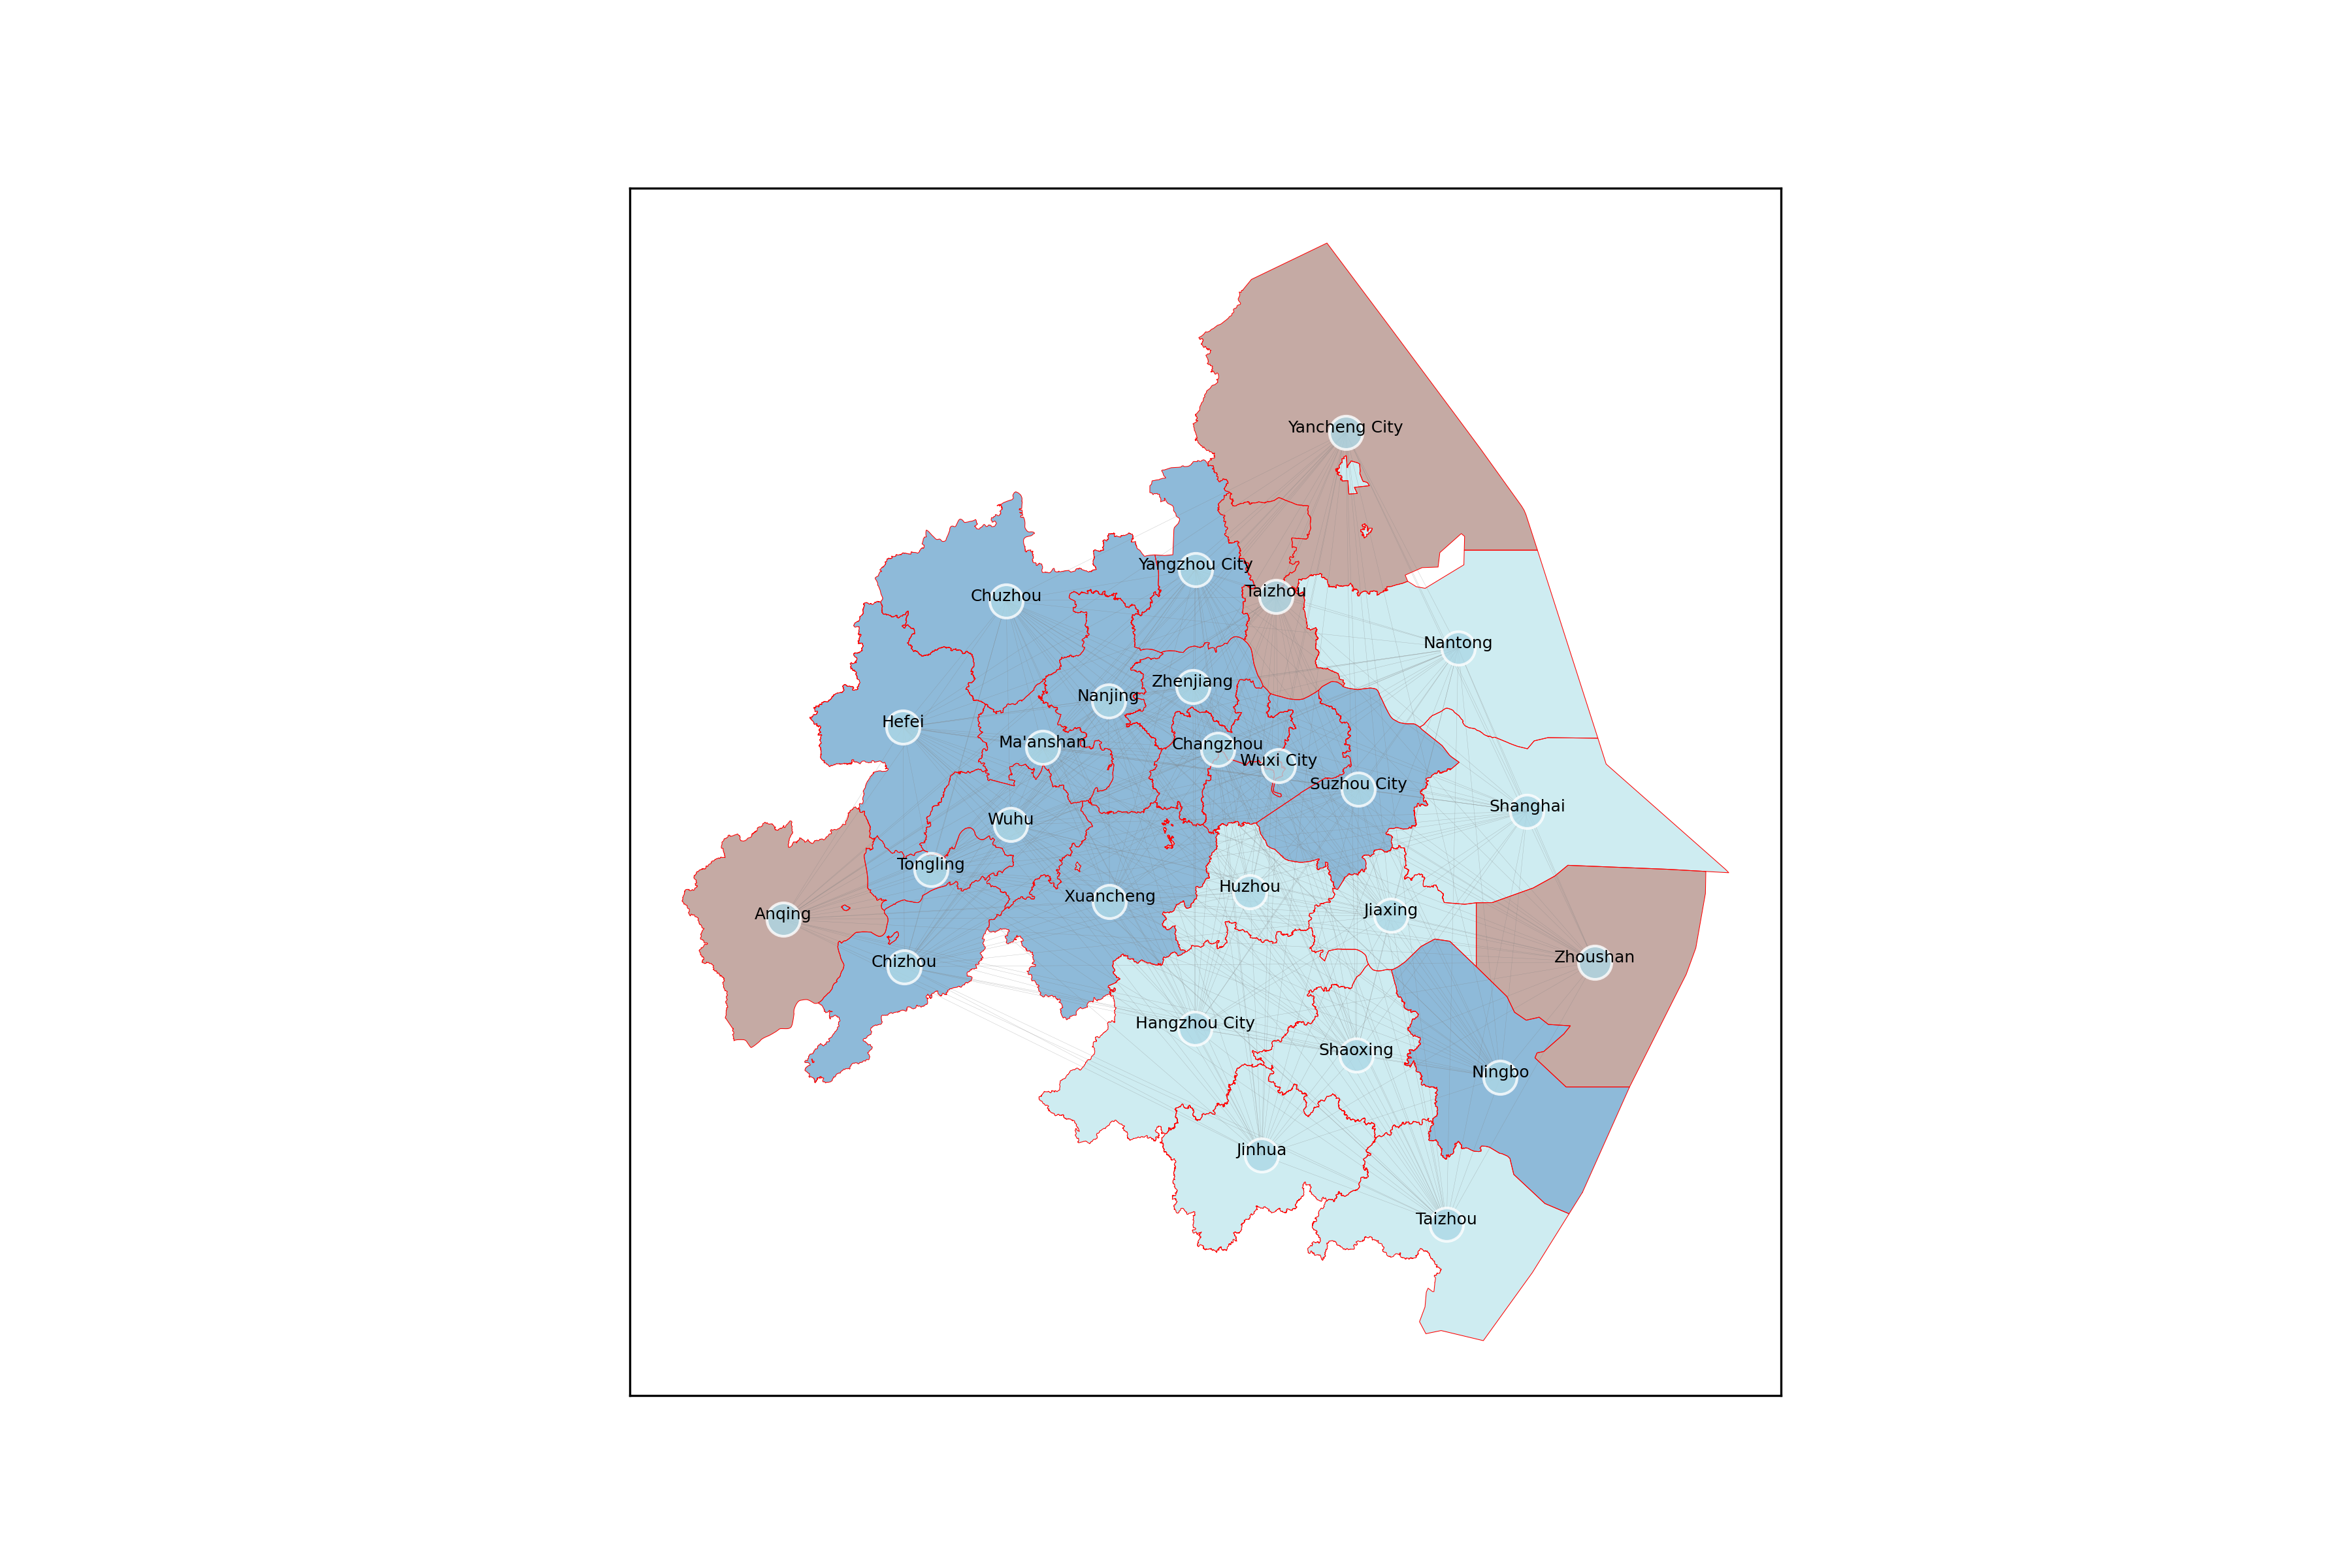 Yancheng City
Yangzhou City
Taizhou
Chuzhou
Nantong
Zhenjiang
Nanjing
Hefei
Ma'anshan
Changzhou
Wuxi City
Suzhou City
Shanghai
Wuhu
Tongling
Huzhou
Xuancheng
Jiaxing
Anqing
Zhoushan
Chizhou
Hangzhou City
Shaoxing
Ningbo
Jinhua
Taizhou